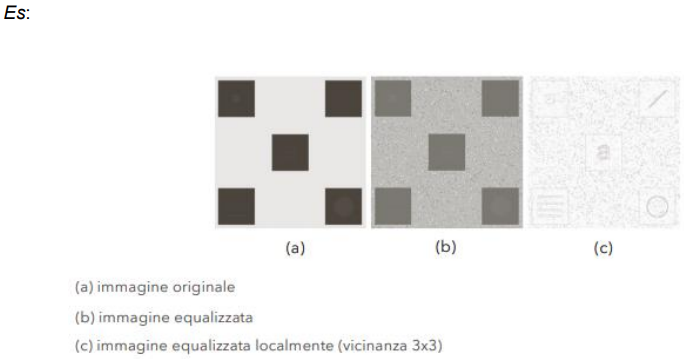 Es:
a
(a)
(b)
(c)
(a) immagine originale
(b) immagine equalizzata
(c) immagine equalizzata localmente (vicinanza 3x3)